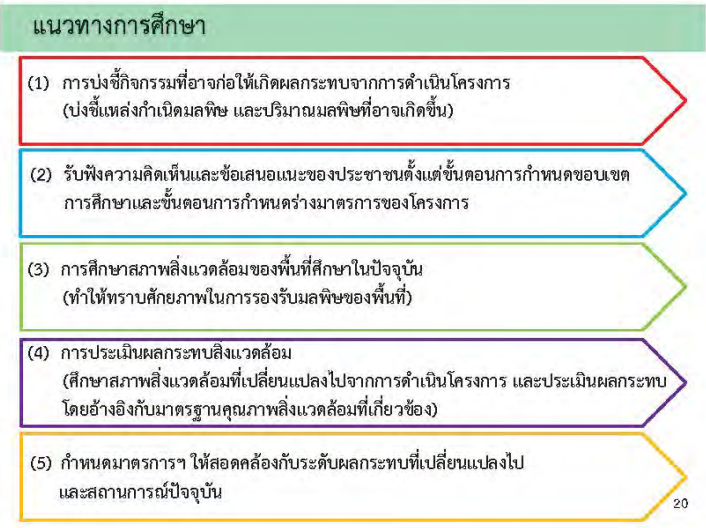 แนวทางการศึกษา
(1) การบ่งชี้กิจกรรมที่อาจก่อให้เกิดผลกระทบจากการดำเนินโครงการ
(บ่งชี้แหล่งกำเนิดมลพิษ และปริมาณมลพิษที่อาจเกิดขึ้น)
(2) รับฟังความคิดเห็นและข้อเสนอแนะของประชาชนตั้งแต่ขั้นตอนการกำหนดขอบเขต
การศึกษาและขั้นตอนการกำหนดร่างมาตรการของโครงการ
(3) การศึกษาสภาพสิ่งแวดล้อมของพื้นที่ศึกษาในปัจจุบัน
(ทำให้ทราบศักยภาพในการรองรับมลพิษของพื้นที่)
(4) การประเมินผลกระทบสิ่งแวดล้อม
(ศึกษาสภาพสิ่งแวดล้อมที่เปลี่ยนแปลงไปจากการดำเนินโครงการ และประเมินผลกระทบ
โดยอ้างอิงกับมาตรฐานคุณภาพสิ่งแวดล้อมที่เกี่ยวข้อง)
(5) กำหนดมาตรการฯ ให้สอดคล้องกับระดับผลกระทบที่เปลี่ยนแปลงไป
และสถานการณ์ปัจจุบัน
20